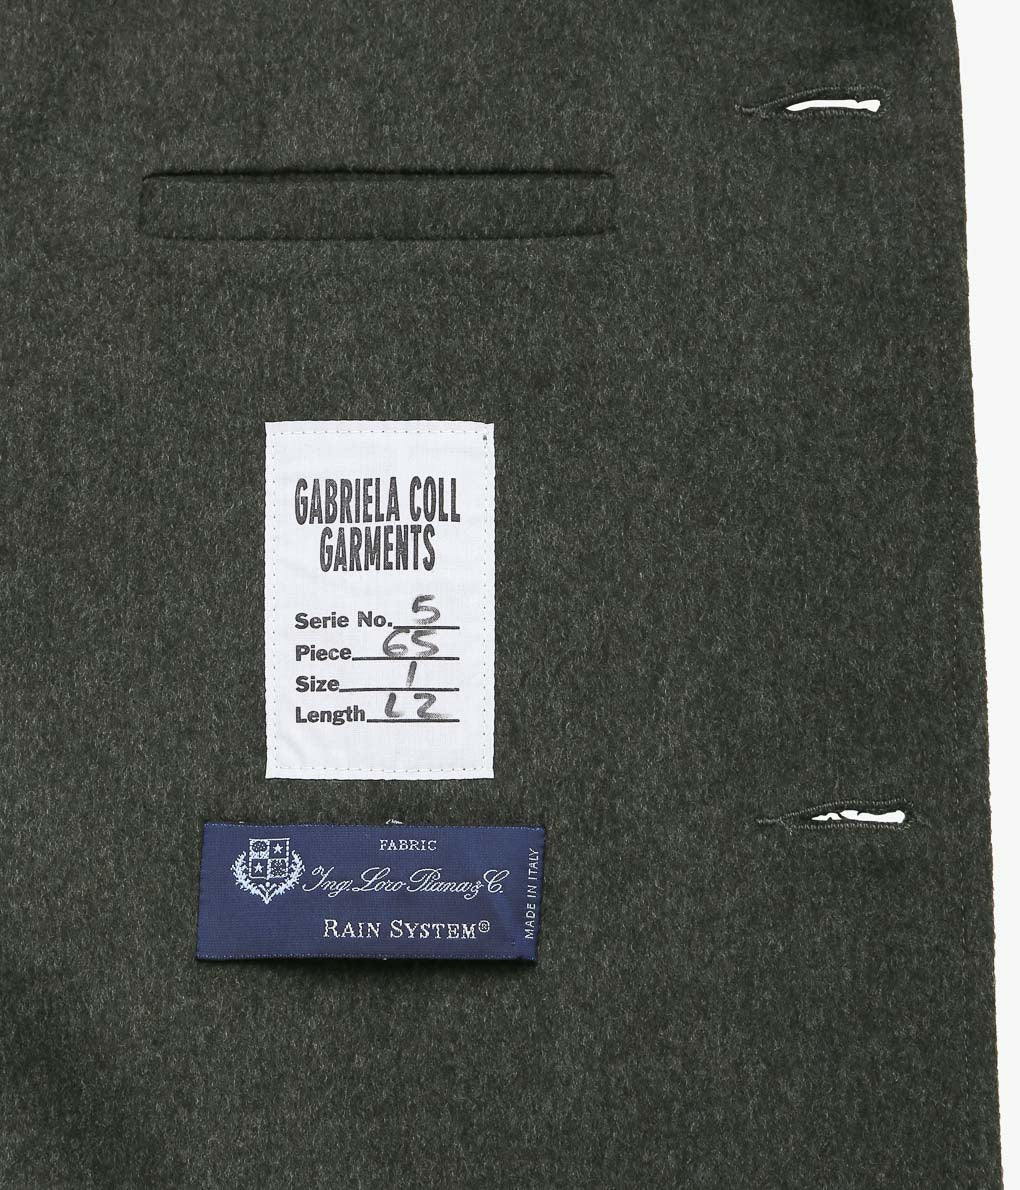 GABRIELA COLL
GARMENTS
Serie No. 5
Piece 65
Size 1
Length L2
FABRIC
Ing. Loro Piana & C.
RAIN SYSTEM®
MADE IN ITALY